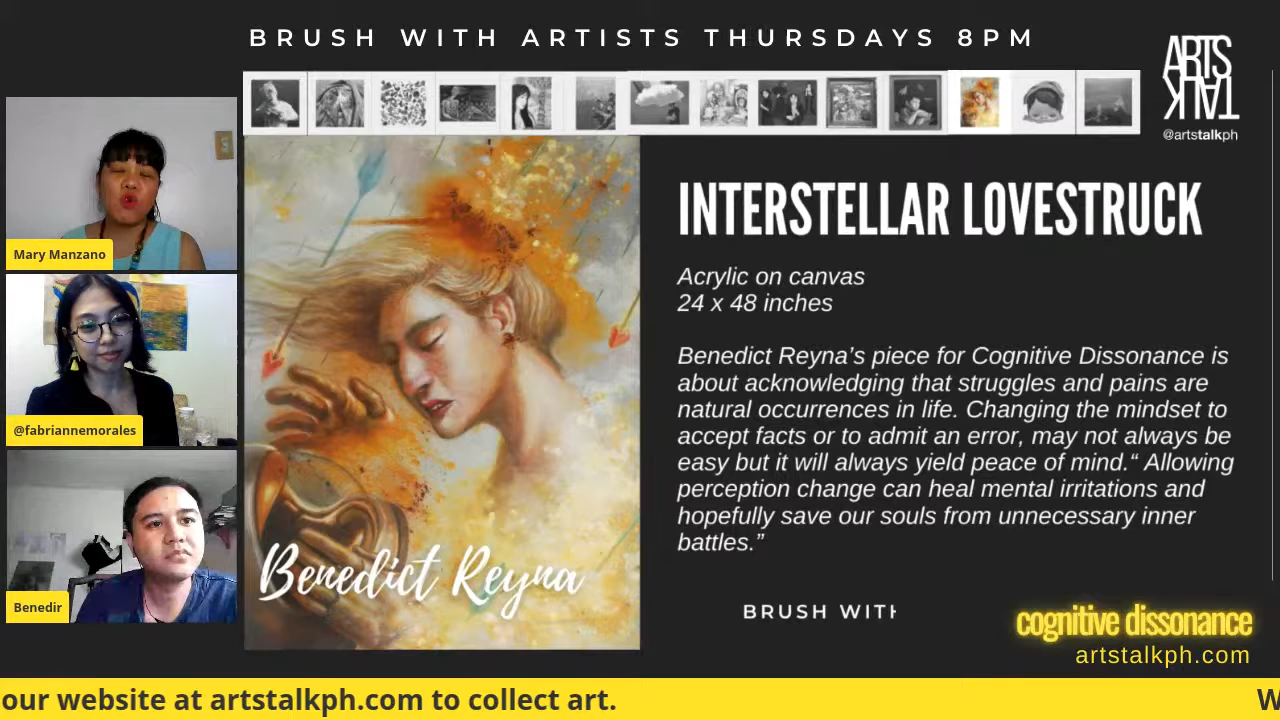 BRUSH WITH ARTISTS THURSDAYS 8PM
ARTS
TALK
@artstalkph
Mary Manzano
@fabriannemorales
Benedir
Benedict Reyna
INTERSTELLAR LOVESTRUCK
Acrylic on canvas
24 x 48 inches
Benedict Reyna’s piece for Cognitive Dissonance is
about acknowledging that struggles and pains are
natural occurrences in life. Changing the mindset to
accept facts or to admit an error, may not always be
easy but it will always yield peace of mind.“ Allowing
perception change can heal mental irritations and
hopefully save our souls from unnecessary inner
battles.”
BRUSH WITH
cognitive dissonance
artstalkph.com
our website at artstalkph.com to collect art. W